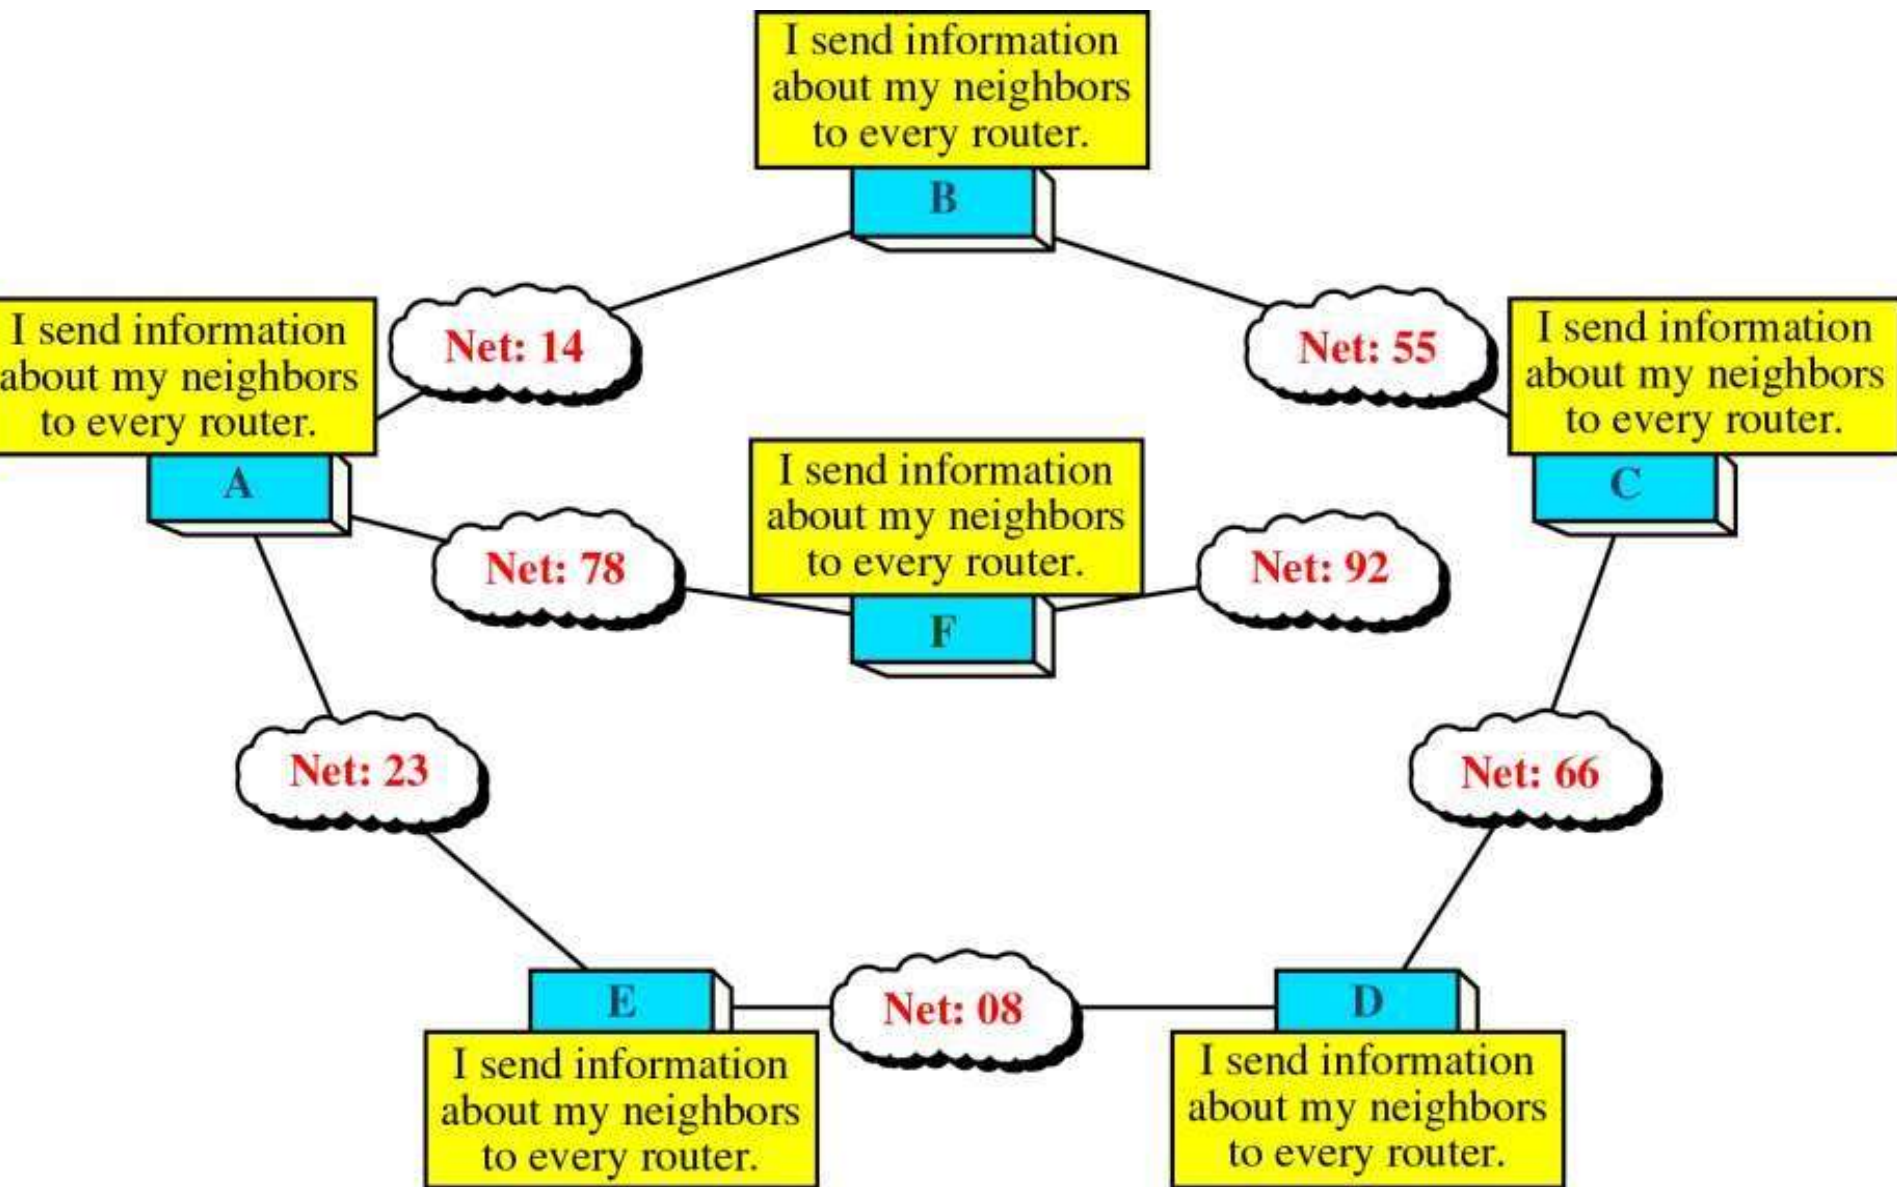 I send information
about my neighbors
to every router.
B
I send information
about my neighbors
to every router.
A
Net: 14
Net: 55
I send information
about my neighbors
to every router.
C
Net: 78
I send information
about my neighbors
to every router.
F
Net: 92
Net: 23
Net: 66
E
I send information
about my neighbors
to every router.
Net: 08
D
I send information
about my neighbors
to every router.